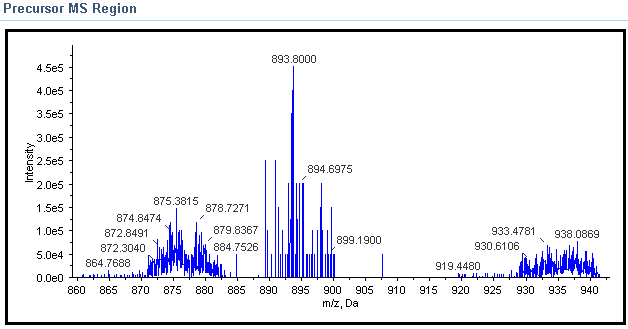 Precursor MS Region
893.8000
4.5e5
4.0e5
3.5e5
3.0e5
2.5e5
2.0e5
1.5e5
1.0e5
5.0e4
0.0e0
Intensity
894.6975
875.3815
878.7271
874.8474
872.8491
879.8367
872.3040
884.7526
864.7688
899.1900
933.4781
938.0869
930.6106
919.4480
860 865 870 875 880 885 890 895 900 905 910 915 920 925 930 935 940
m/z, Da